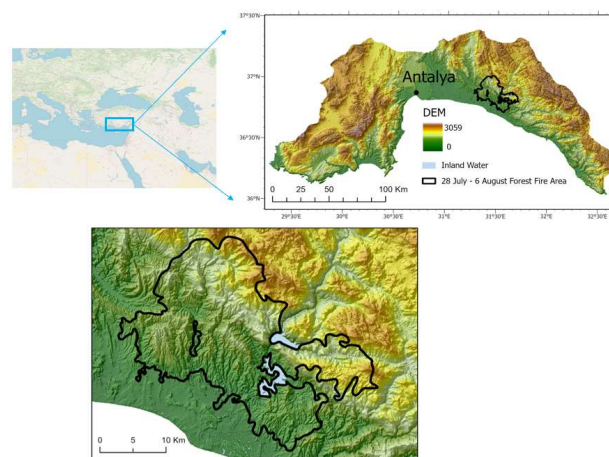 37°30'N
37°N
36°30'N
36°N
Antalya
DEM
3059
0
Inland Water
28 July - 6 August Forest Fire Area
0 25 50 100 Km
29°30'E 30°E 30°30'E 31°E 31°30'E 32°E 32°30'E
0 5 10 Km